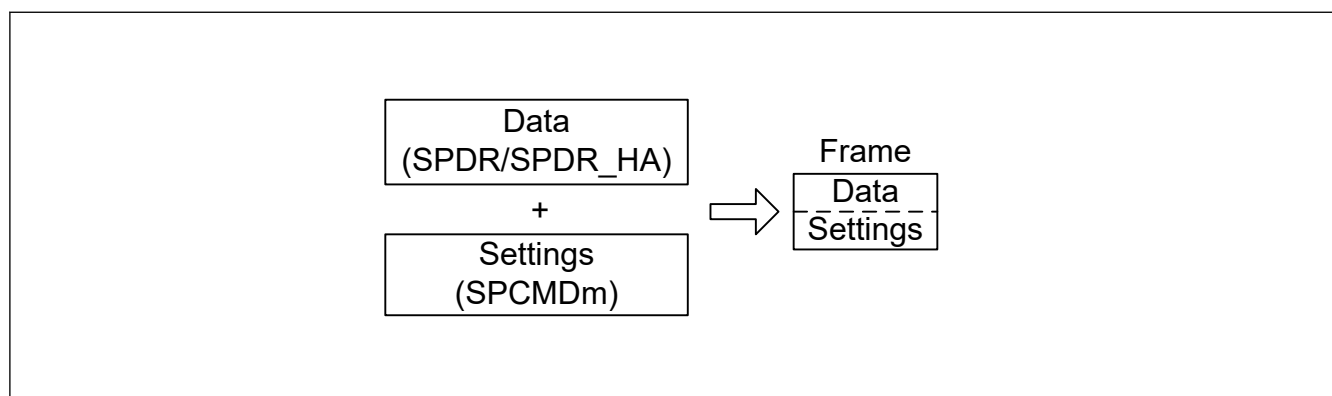 Data
(SPDR/SPDR_HA)
+
Settings
(SPCMDm)
Frame
Data
Settings